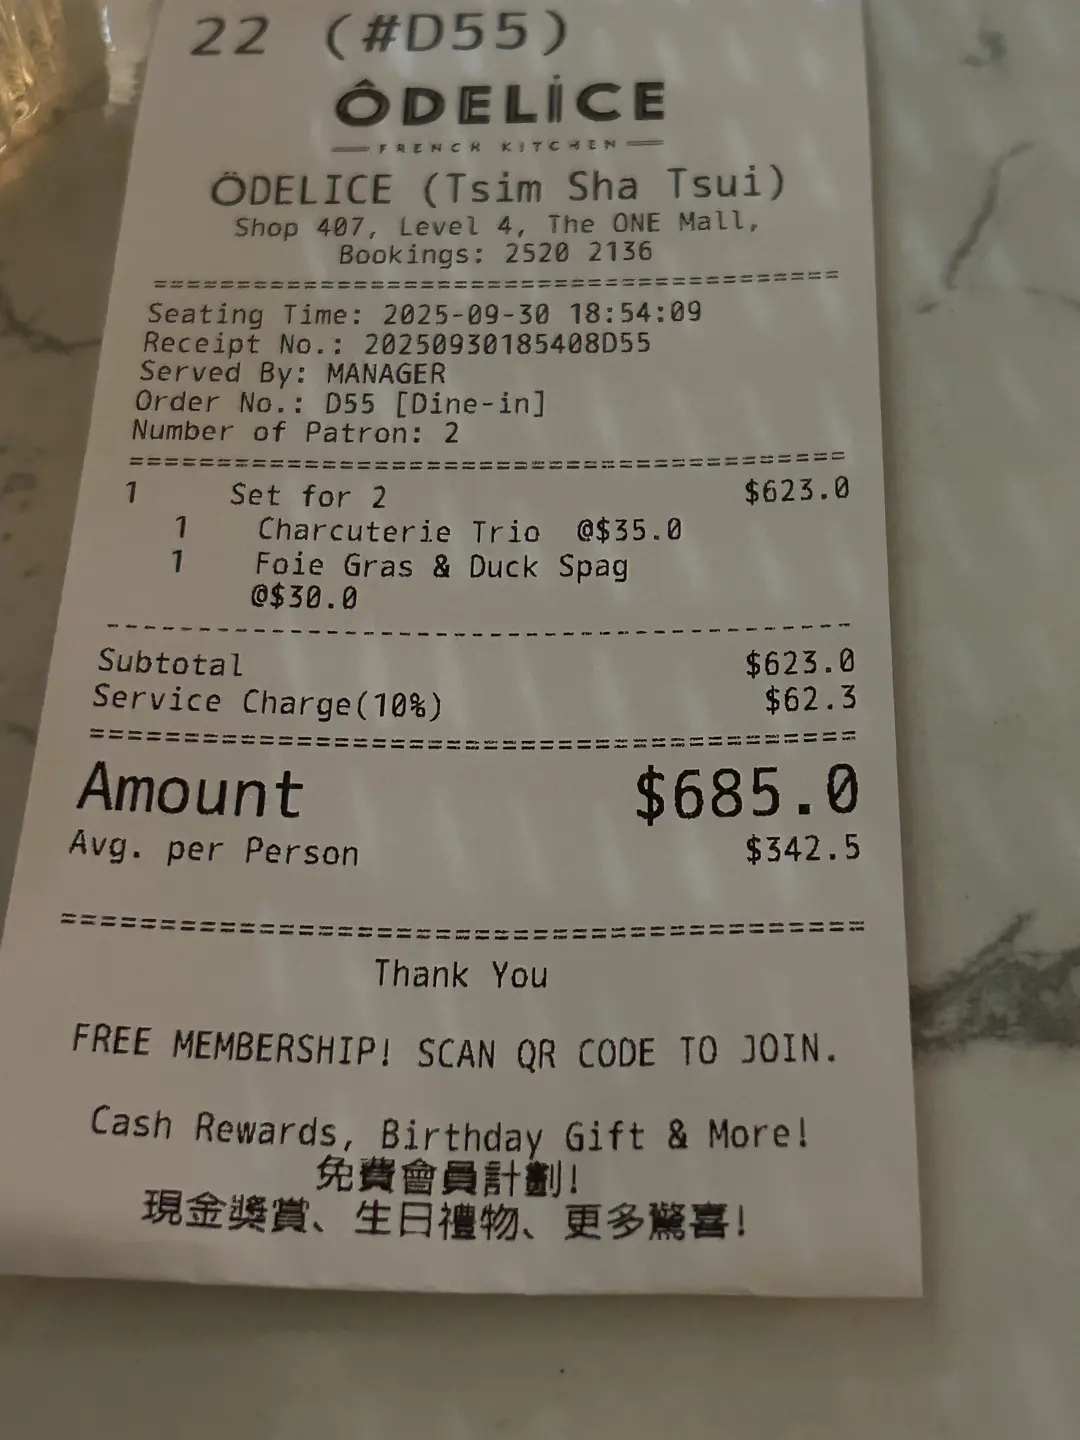 22 (#D55)
ÔDELİCE
FRENCH KITCHEN
ÖDELICE (Tsim Sha Tsui)
Shop 407, Level 4, The ONE Mall,
Bookings: 2520 2136
======================================
Seating Time: 2025-09-30 18:54:09
Receipt No.: 20250930185408D55
Served By: MANAGER
Order No.: D55 [Dine-in]
Number of Patron: 2
======================================
1 Set for 2 $623.0
1 Charcuterie Trio @$35.0
1 Foie Gras & Duck Spag
@$30.0
--------------------------------------
Subtotal $623.0
Service Charge(10%) $62.3
======================================
Amount $685.0
Avg. per Person $342.5
======================================
Thank You
FREE MEMBERSHIP! SCAN QR CODE TO JOIN.
Cash Rewards, Birthday Gift & More!
免費會員計劃!
現金獎賞、生日禮物、更多驚喜!